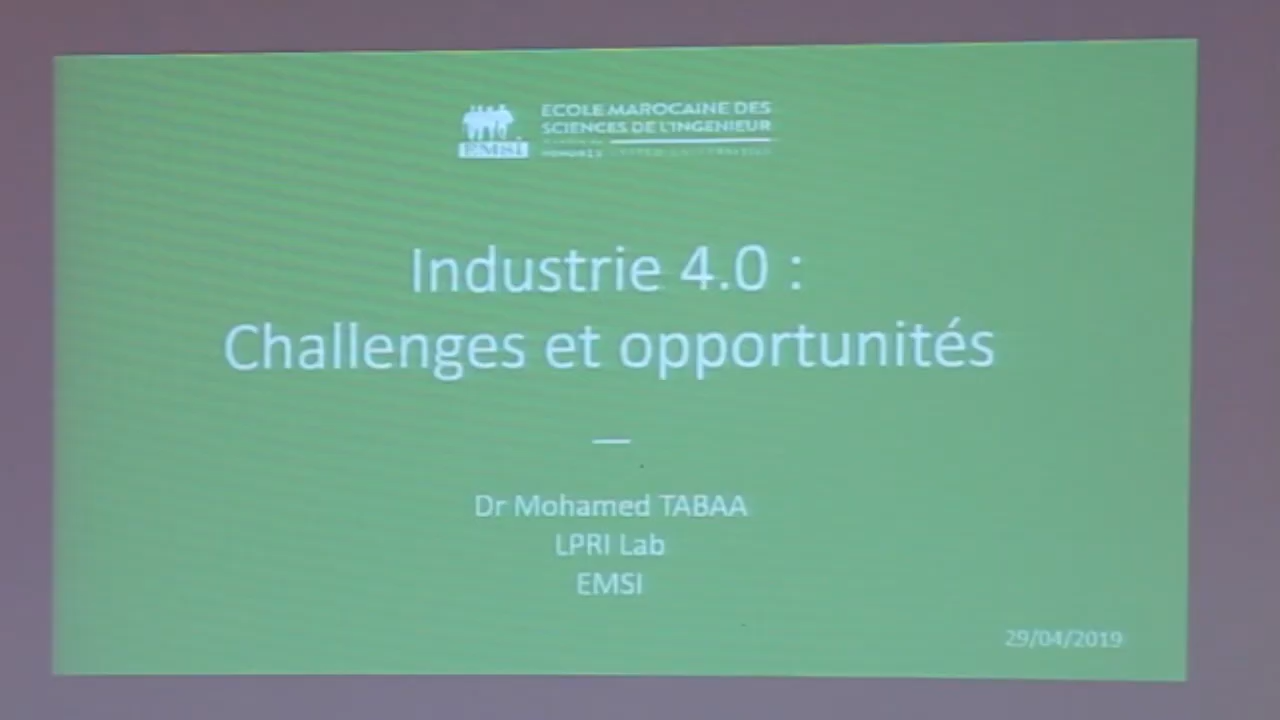 ECOLE MAROCAINE DES
SCIENCES DE L'INGENIEUR
EMSI
Industrie 4.0 :
Challenges et opportunités
Dr Mohamed TABAA
LPRI Lab
EMSI
29/04/2019